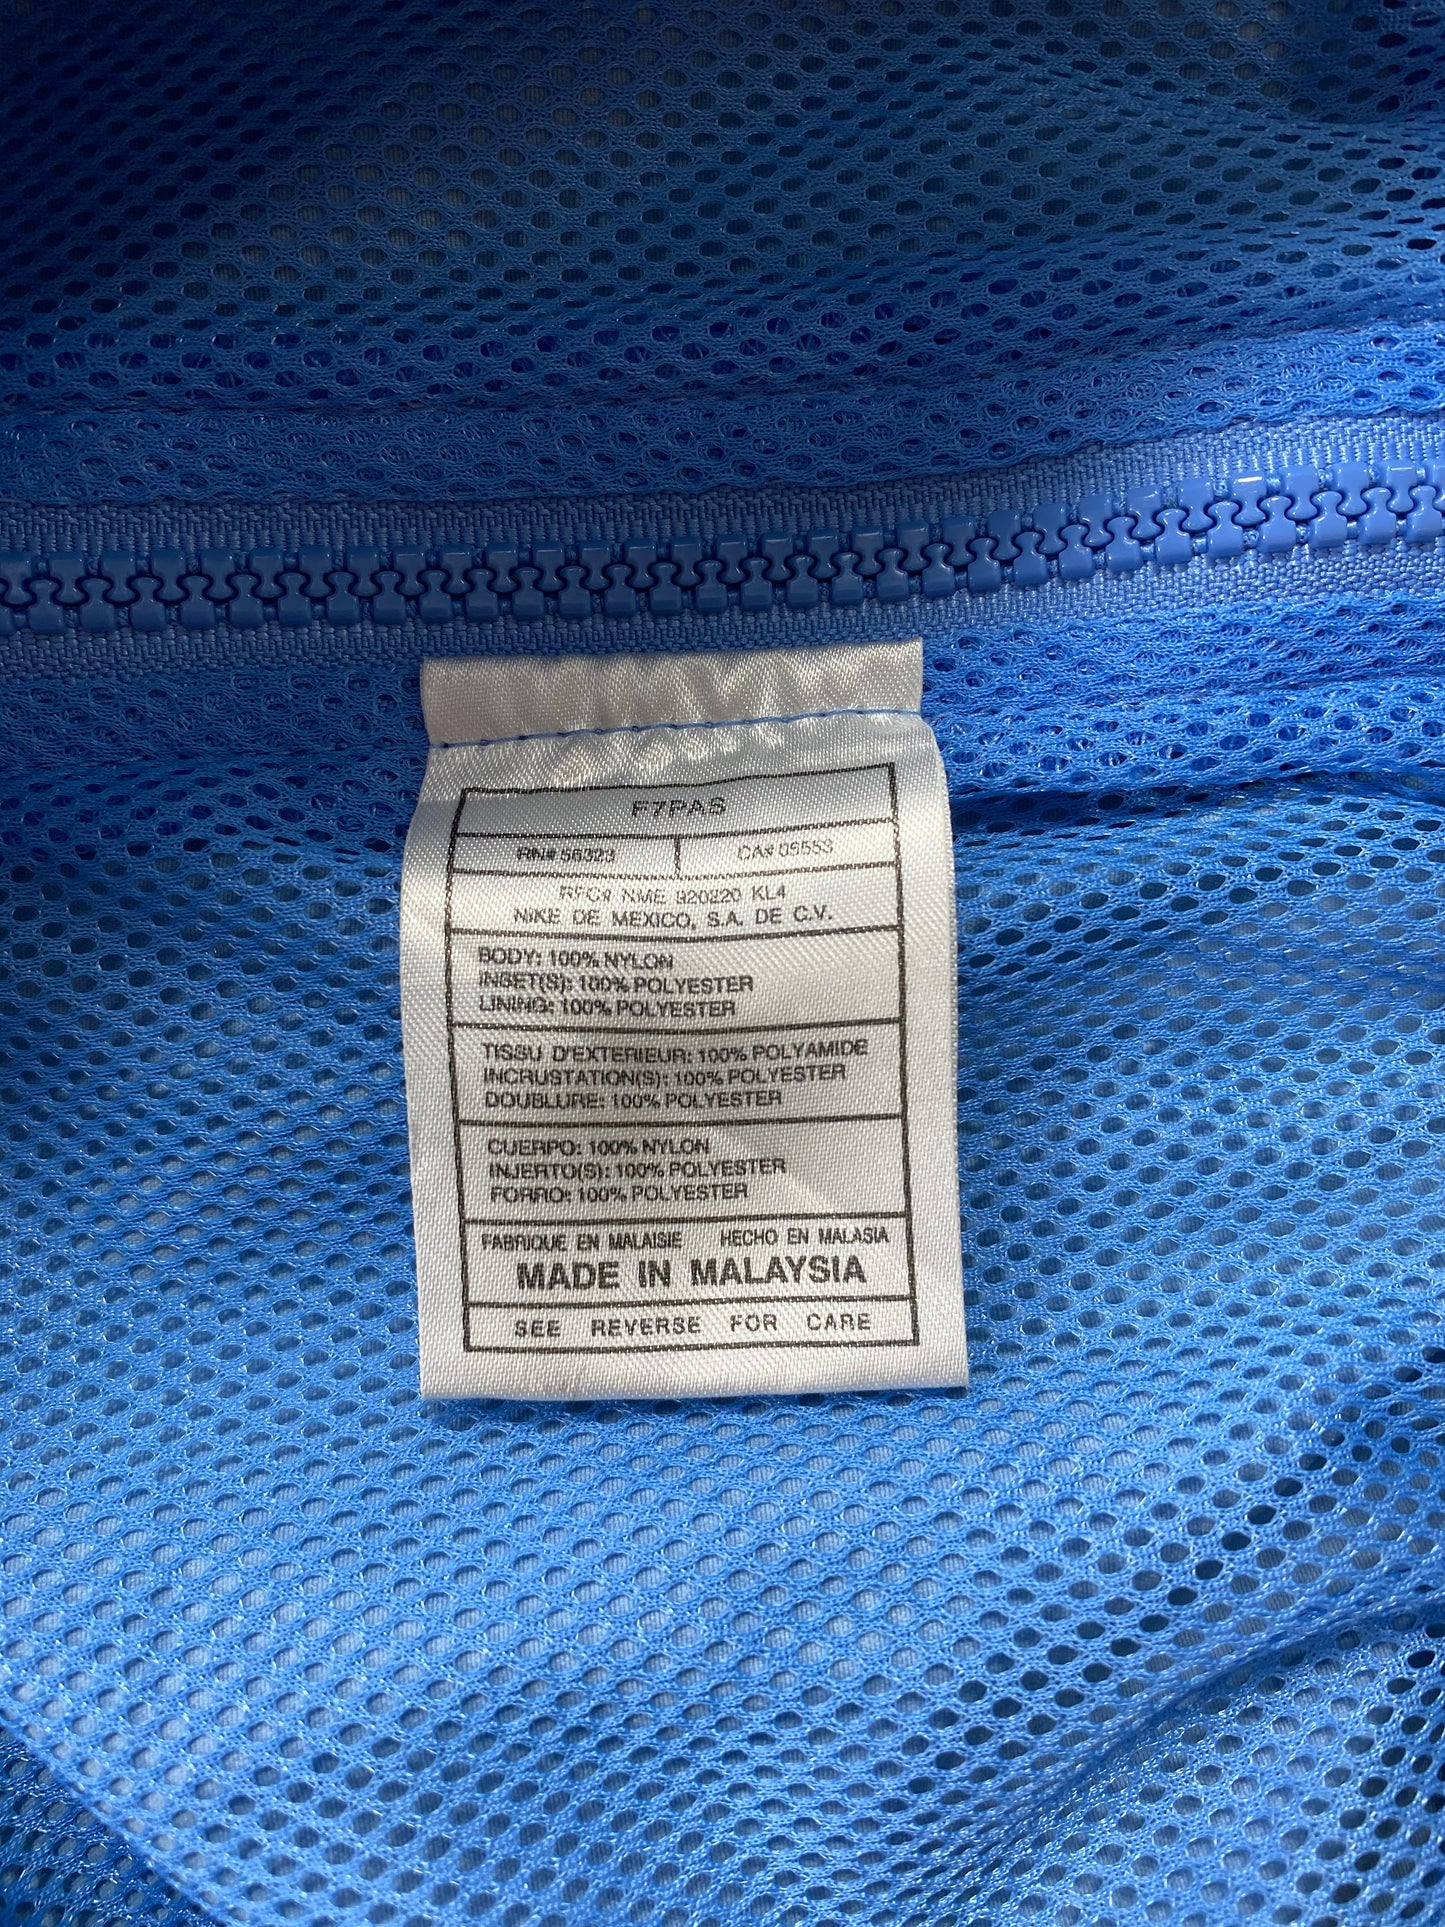 F7PAS
RN# 56323 CA# 05553
RFC# NME 920220 KL4
NIKE DE MEXICO, S.A. DE C.V.
BODY: 100% NYLON
INSET(S): 100% POLYESTER
LINING: 100% POLYESTER
TISSU D'EXTERIEUR: 100% POLYAMIDE
INCRUSTATION(S): 100% POLYESTER
DOUBLURE: 100% POLYESTER
CUERPO: 100% NYLON
INJERTO(S): 100% POLYESTER
FORRO: 100% POLYESTER
FABRIQUE EN MALAISIE HECHO EN MALASIA
MADE IN MALAYSIA
SEE REVERSE FOR CARE